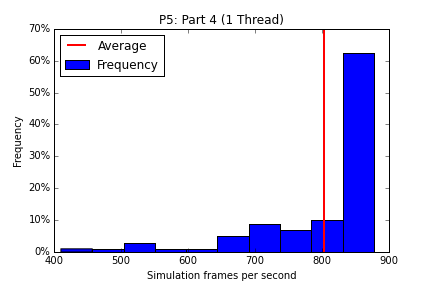 P5: Part 4 (1 Thread)
70%
60%
50%
40%
30%
20%
10%
0%
Frequency
Average
Frequency
400 500 600 700 800 900
Simulation frames per second